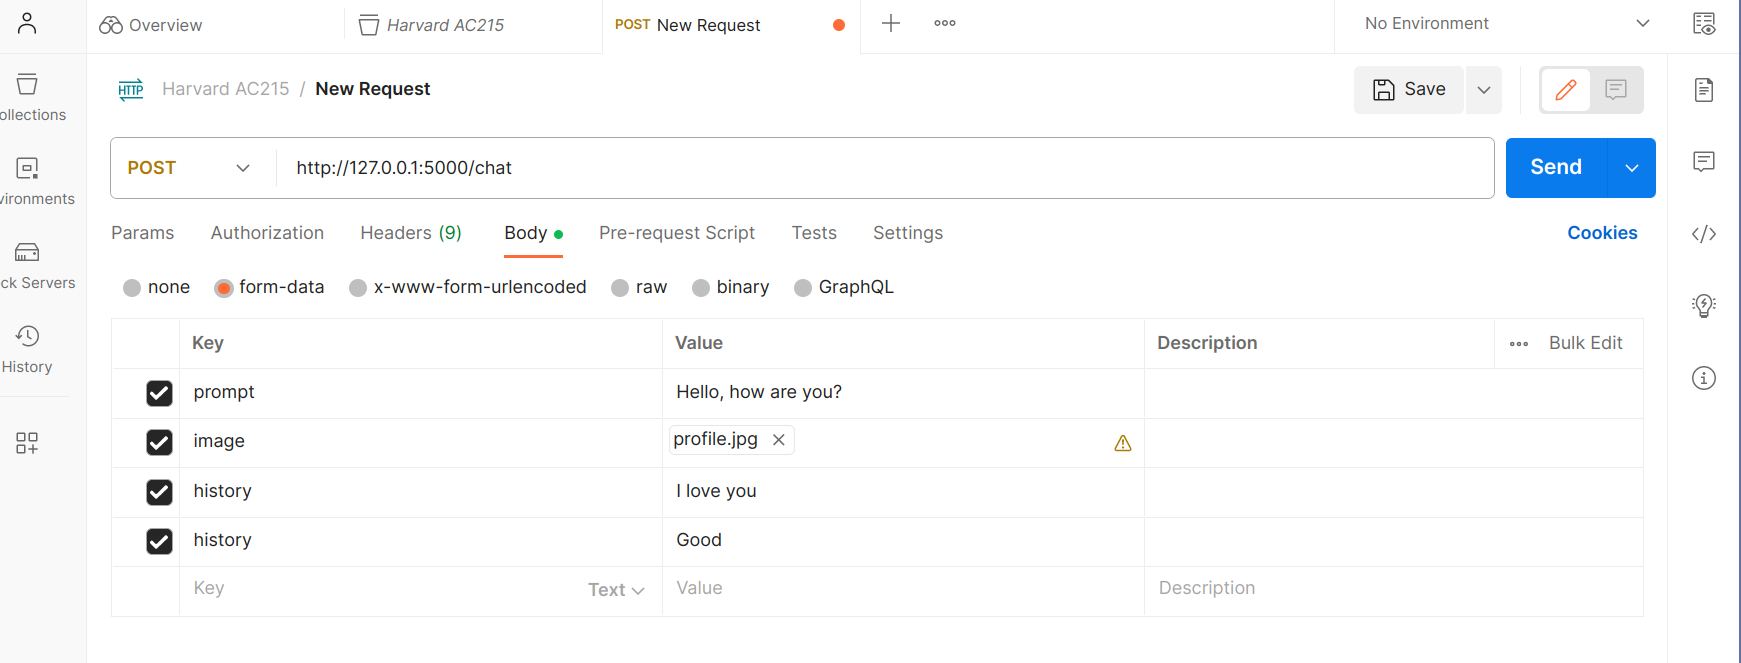 Overview
Harvard AC215
POST New Request
No Environment
HTTP Harvard AC215 / New Request
Save
ollections
POST http://127.0.0.1:5000/chat
Send
vironments
Params Authorization Headers (9) Body Pre-request Script Tests Settings Cookies
ck Servers
none form-data x-www-form-urlencoded raw binary GraphQL
Key Value Description Bulk Edit
History
prompt Hello, how are you?
image profile.jpg
history I love you
history Good
Key Text Value Description